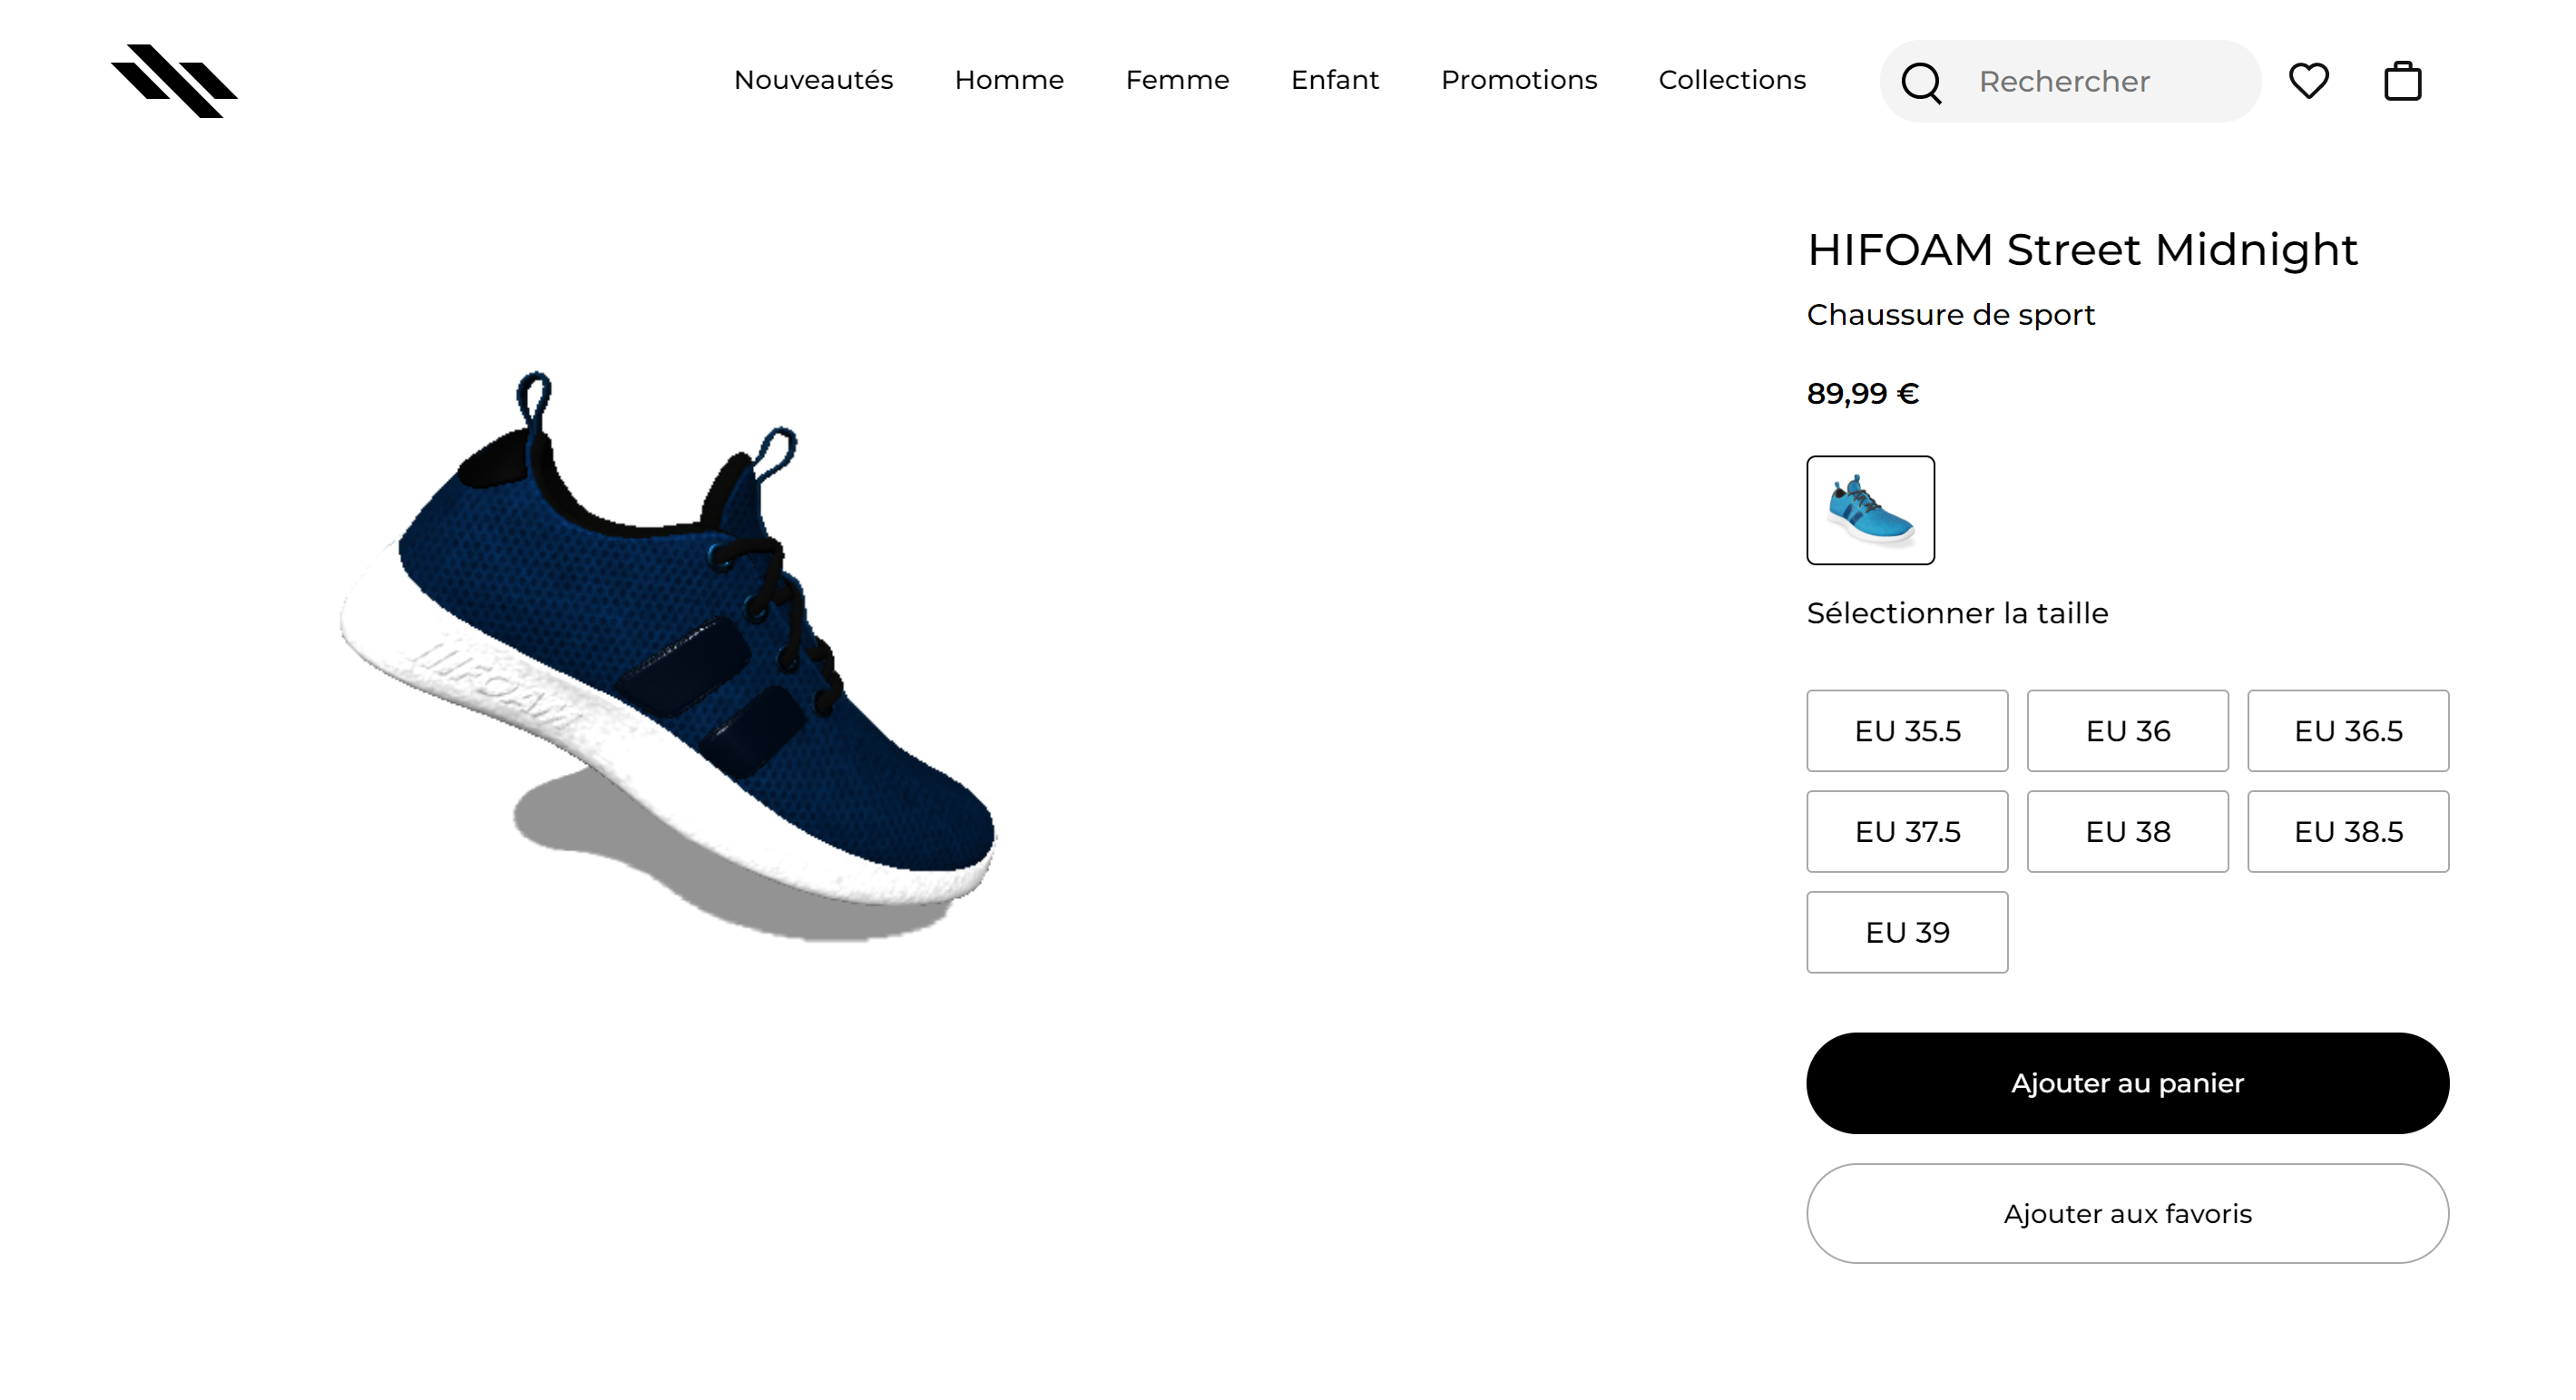 Nouveautés Homme Femme Enfant Promotions Collections Rechercher
HIFOAM Street Midnight
Chaussure de sport
89,99 €
HIFOAM
Sélectionner la taille
EU 35.5 EU 36 EU 36.5
EU 37.5 EU 38 EU 38.5
EU 39
Ajouter au panier
Ajouter aux favoris